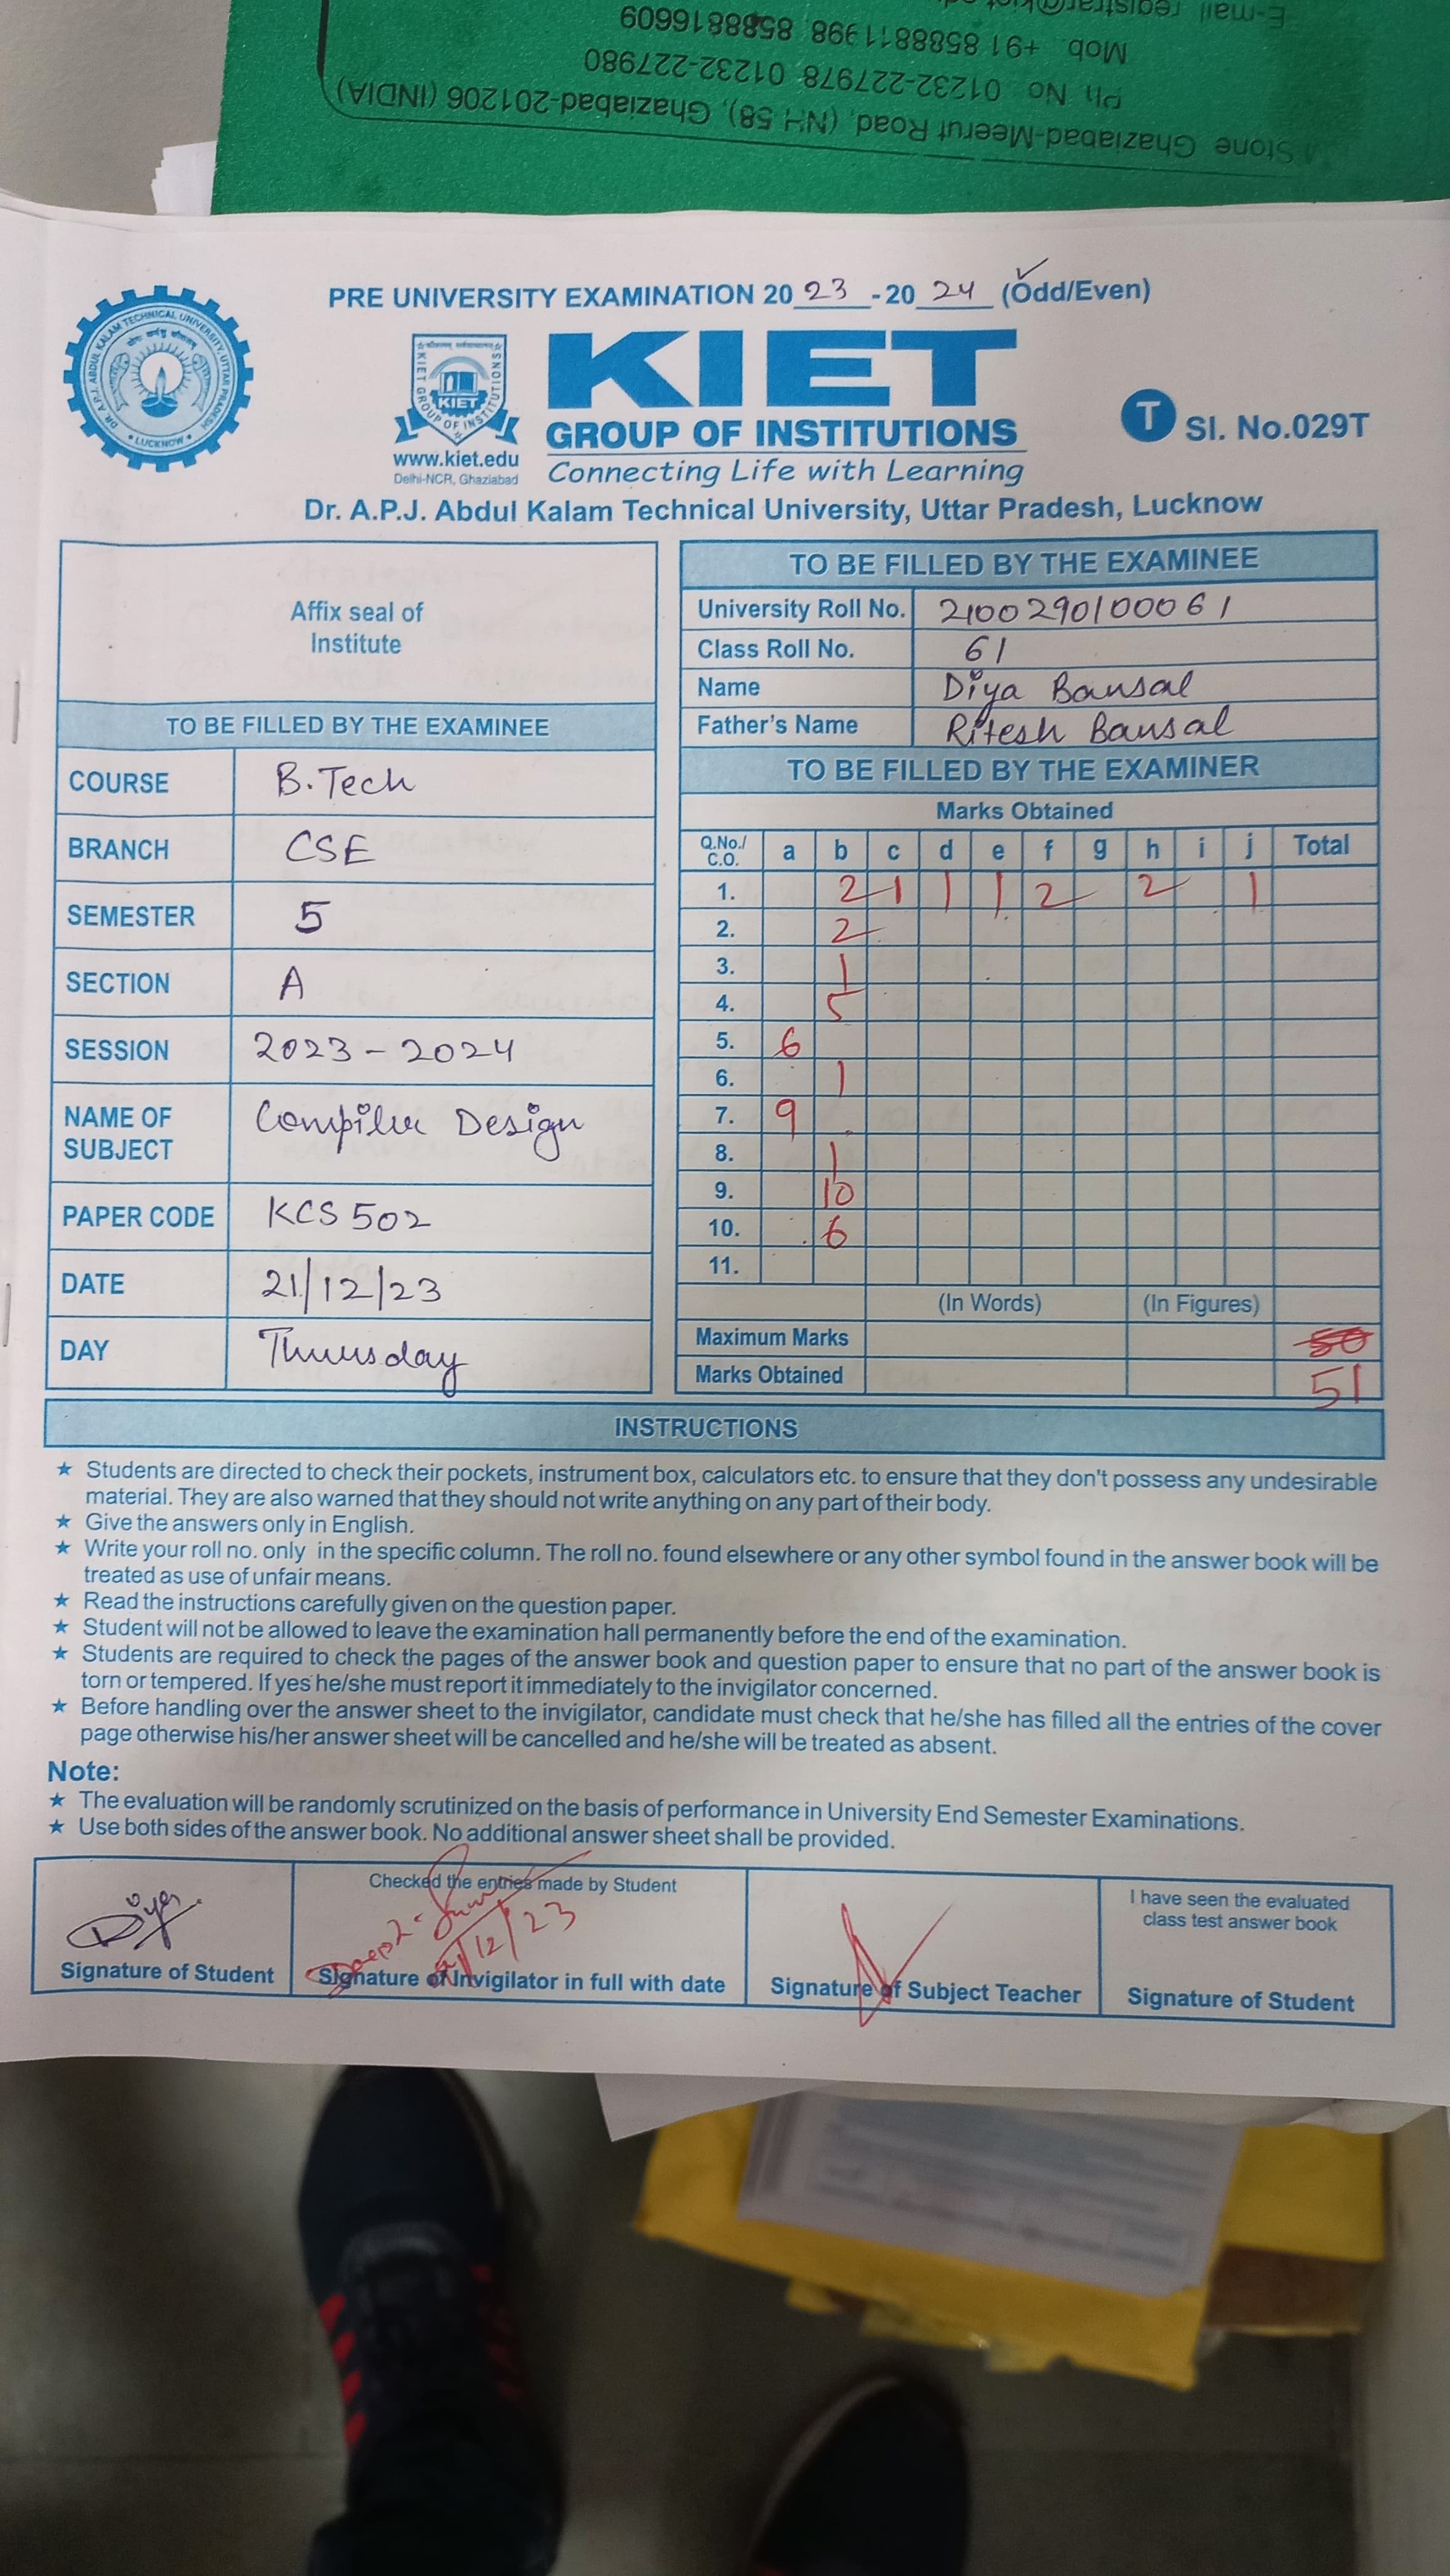 E-mail registrar@kiet
Mob. +91 8588811998, 8588816609
Ph. No. 01232-227978, 01232-227980
Stone Ghaziabad-Meerut Road, (NH 58), Ghaziabad-201206 (INDIA)
PRE UNIVERSITY EXAMINATION 20 23 - 20 24 (Odd/Even)
DR. A.P.J. ABDUL KALAM TECHNICAL UNIVERSITY, UTTAR PRADESH
LUCKNOW
KIET GROUP OF INSTITUTIONS
KIET
www.kiet.edu
Delhi-NCR, Ghaziabad
KIET
GROUP OF INSTITUTIONS
Connecting Life with Learning
T Sl. No.029T
Dr. A.P.J. Abdul Kalam Technical University, Uttar Pradesh, Lucknow
Affix seal of
Institute
TO BE FILLED BY THE EXAMINEE
COURSE B.Tech
BRANCH CSE
SEMESTER 5
SECTION A
SESSION 2023-2024
NAME OF
SUBJECT Compiler Design
PAPER CODE KCS 502
DATE 21/12/23
DAY Thursday
TO BE FILLED BY THE EXAMINEE
University Roll No. 2100290100061
Class Roll No. 61
Name Diya Bansal
Father's Name Ritesh Bansal
TO BE FILLED BY THE EXAMINER
Marks Obtained
Q.No./
C.O. a b c d e f g h i j Total
1. 2 1 1 1 2 2 1
2. 2
3. 1
4. 5
5. 6
6. 1
7. 9
8. 1
9. 10
10. 6
11.
(In Words) (In Figures)
Maximum Marks 50
Marks Obtained 51
INSTRUCTIONS
★ Students are directed to check their pockets, instrument box, calculators etc. to ensure that they don't possess any undesirable
material. They are also warned that they should not write anything on any part of their body.
★ Give the answers only in English.
★ Write your roll no. only in the specific column. The roll no. found elsewhere or any other symbol found in the answer book will be
treated as use of unfair means.
★ Read the instructions carefully given on the question paper.
★ Student will not be allowed to leave the examination hall permanently before the end of the examination.
★ Students are required to check the pages of the answer book and question paper to ensure that no part of the answer book is
torn or tempered. If yes he/she must report it immediately to the invigilator concerned.
★ Before handling over the answer sheet to the invigilator, candidate must check that he/she has filled all the entries of the cover
page otherwise his/her answer sheet will be cancelled and he/she will be treated as absent.
Note:
★ The evaluation will be randomly scrutinized on the basis of performance in University End Semester Examinations.
★ Use both sides of the answer book. No additional answer sheet shall be provided.
Diya
Signature of Student
Checked the entries made by Student
21/12/23
Signature of Invigilator in full with date
Signature of Subject Teacher
I have seen the evaluated
class test answer book
Signature of Student